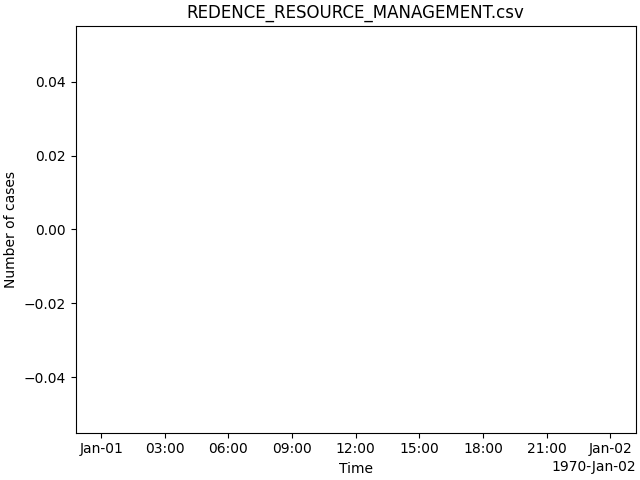 REDENCE_RESOURCE_MANAGEMENT.csv
0.04
0.02
0.00
−0.02
−0.04
Number of cases
Jan-01 03:00 06:00 09:00 12:00 15:00 18:00 21:00 Jan-02
1970-Jan-02
Time